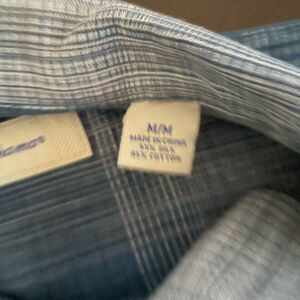 M/M
MADE IN CHINA
55% SILK
45% COTTON